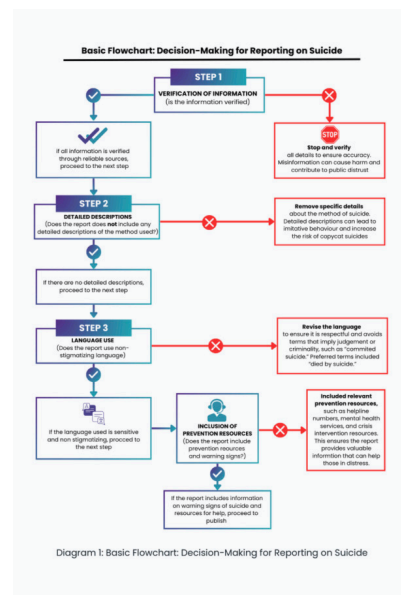 Basic Flowchart: Decision-Making for Reporting on Suicide
STEP 1
VERIFICATION OF INFORMATION
(is the information verified)
If all information is verified
through reliable sources,
proceed to the next step
STOP
Stop and verify
all details to ensure accuracy.
Misinformation can cause harm and
contribute to public distrust
STEP 2
DETAILED DESCRIPTIONS
(Does the report does not include any
detailed descriptions of the method used?)
Remove specific details
about the method of suicide.
Detailed descriptions can lead to
imitative behaviour and increase
the risk of copycat suicides
If there are no detailed descriptions,
proceed to the next step
STEP 3
LANGUAGE USE
(Does the report use non-
stigmatizing language)
Revise the language
to ensure it is respectful and avoids
terms that imply judgement or
criminality, such as "committed
suicide." Preferred terms included
"died by suicide."
If the language used is sensitive
and non stigmatizing, procced to
the next step
INCLUSION OF
PREVENTION RESOURCES
(Does the report include
prevention resources
and warning signs?)
Included relevant
prevention resources,
such as helpline
numbers, mental health
services, and crisis
intervention resources.
This ensures the report
provides valuable
informtion that can help
those in distress.
If the report includes information
on warning signs of suicide and
resources for help, proceed to
publish
Diagram 1: Basic Flowchart: Decision-Making for Reporting on Suicide